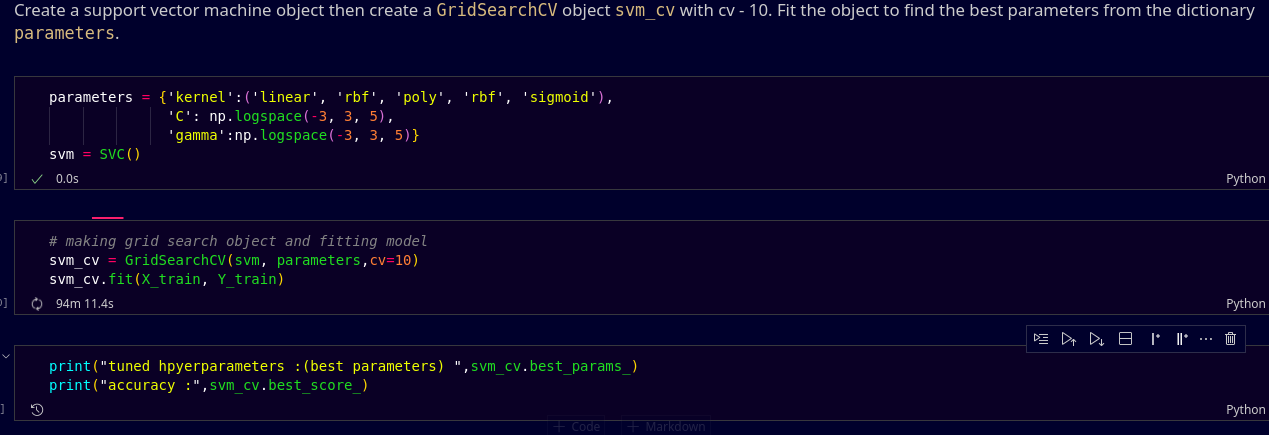 Create a support vector machine object then create a GridSearchCV object svm_cv with cv - 10. Fit the object to find the best parameters from the dictionary
parameters.
parameters = {'kernel':('linear', 'rbf', 'poly', 'rbf', 'sigmoid'),
'C': np.logspace(-3, 3, 5),
'gamma':np.logspace(-3, 3, 5)}
svm = SVC()
0.0s
Python
# making grid search object and fitting model
svm_cv = GridSearchCV(svm, parameters,cv=10)
svm_cv.fit(X_train, Y_train)
94m 11.4s
Python
print("tuned hpyerparameters :(best parameters) ",svm_cv.best_params_)
print("accuracy :",svm_cv.best_score_)
Python
+ Code + Markdown